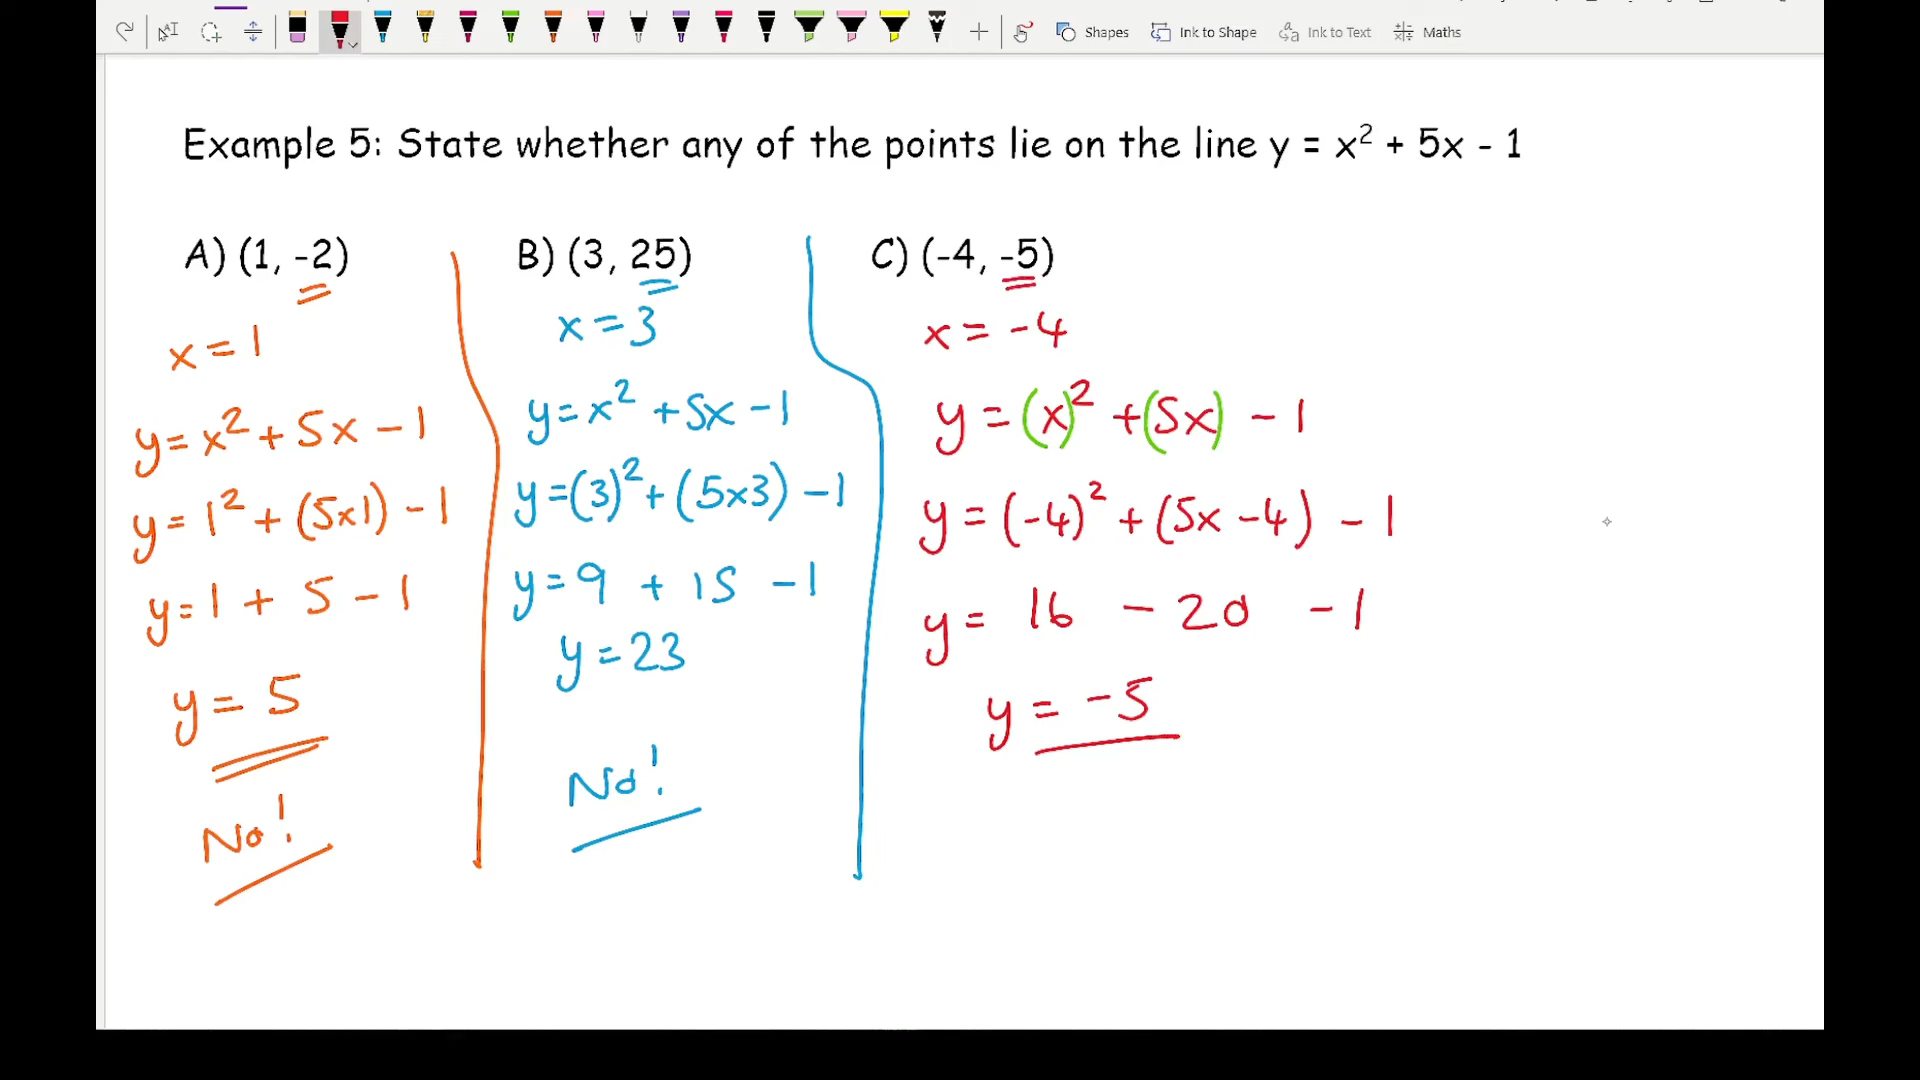 Shapes Ink to Shape Ink to Text Maths
Example 5: State whether any of the points lie on the line y = x² + 5x - 1
A) (1, -2)
x = 1
y = x² + 5x - 1
y = 1² + (5x1) - 1
y = 1 + 5 - 1
y = 5
No!
B) (3, 25)
x = 3
y = x² + 5x - 1
y = (3)² + (5x3) - 1
y = 9 + 15 - 1
y = 23
No!
C) (-4, -5)
x = -4
y = (x)² + (5x) - 1
y = (-4)² + (5x -4) - 1
y = 16 - 20 - 1
y = -5